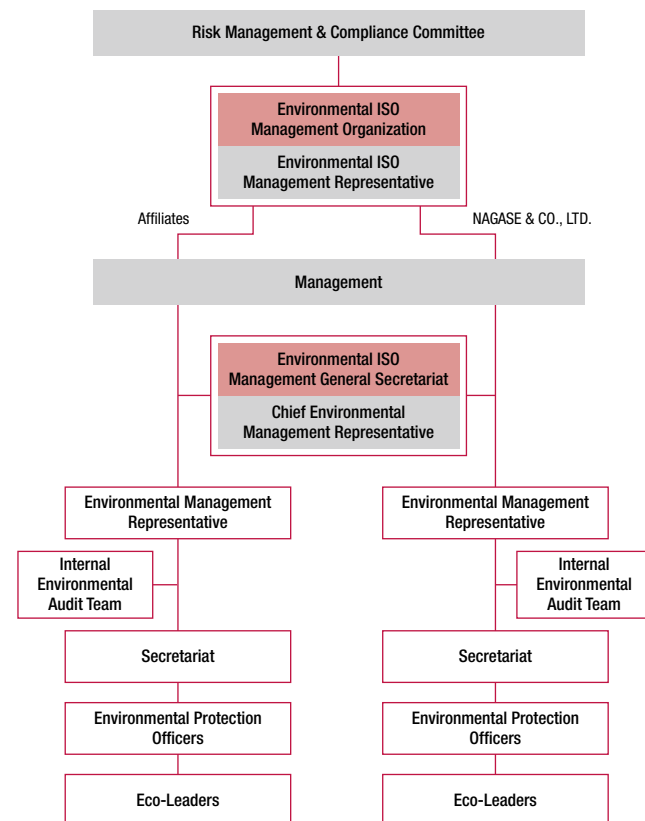 Risk Management & Compliance Committee
Environmental ISO
Management Organization
Environmental ISO
Management Representative
Affiliates
NAGASE & CO., LTD.
Management
Environmental ISO
Management General Secretariat
Chief Environmental
Management Representative
Environmental Management
Representative
Environmental Management
Representative
Internal
Environmental
Audit Team
Internal
Environmental
Audit Team
Secretariat
Secretariat
Environmental Protection
Officers
Environmental Protection
Officers
Eco-Leaders
Eco-Leaders